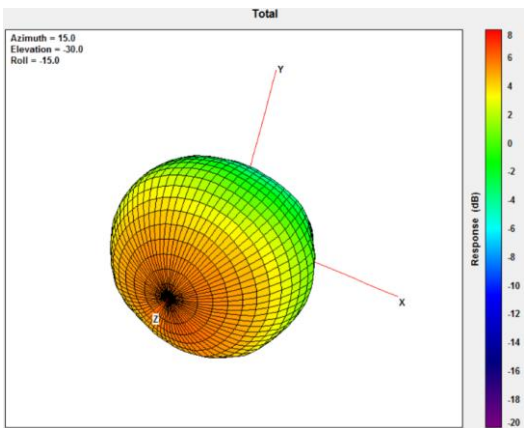 Total
Azimuth = 15.0
Elevation = -30.0
Roll = -15.0
Y
X
Z
Response (dB)
8
6
4
2
0
-2
-4
-6
-8
-10
-12
-14
-16
-18
-20